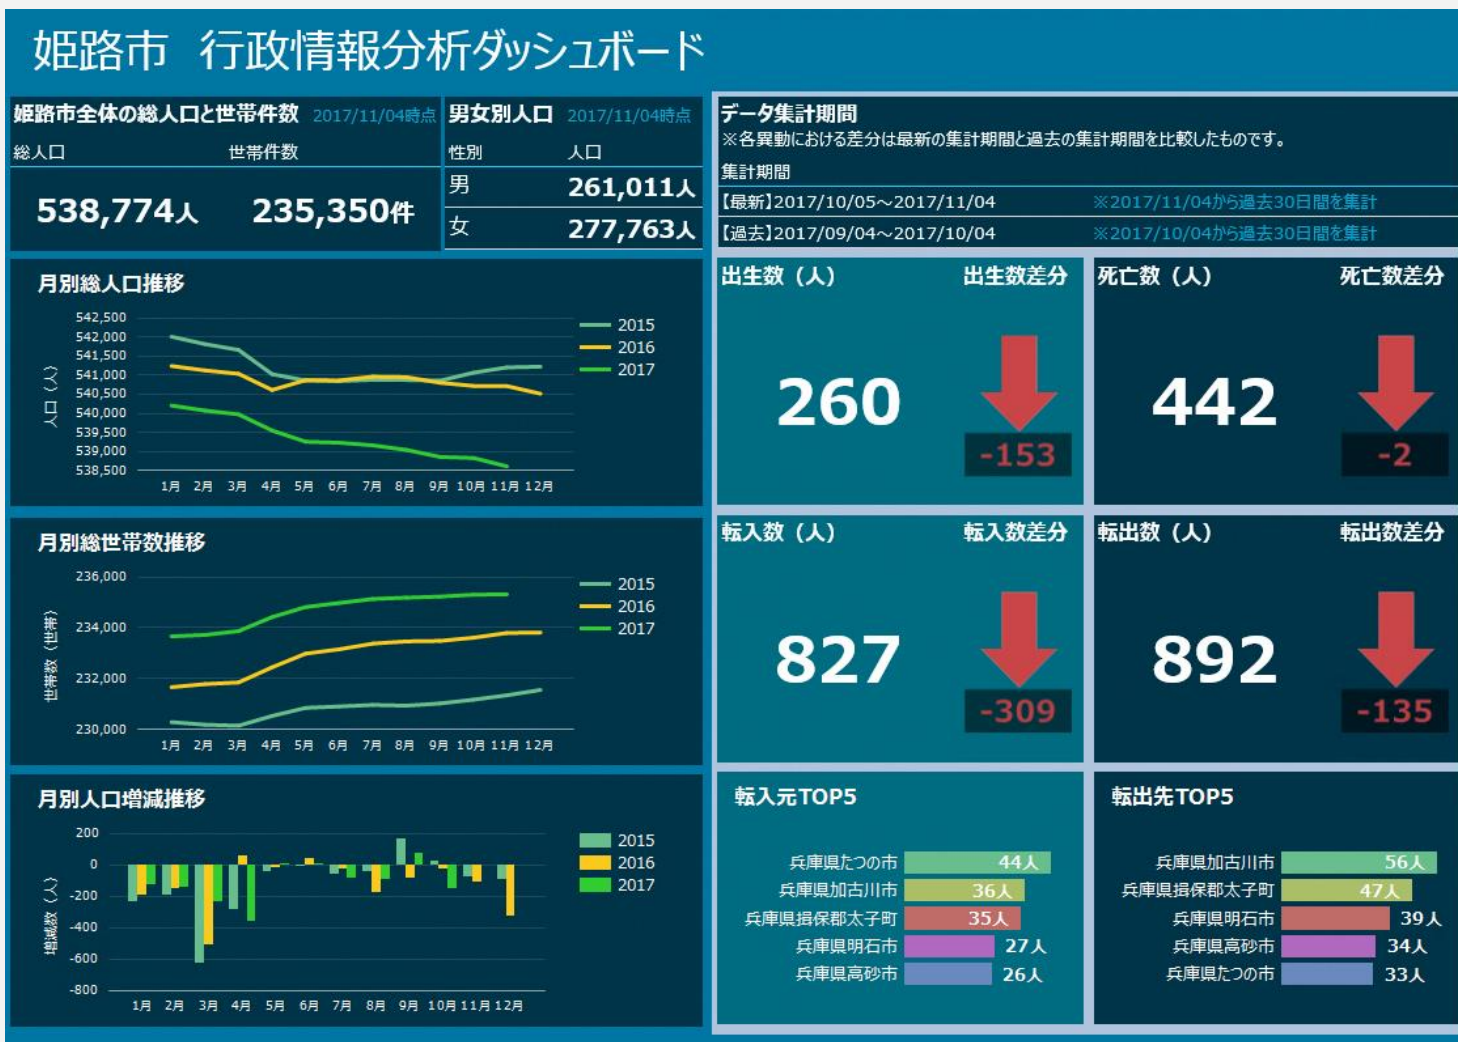 姫路市　行政情報分析ダッシュボード
姫路市全体の総人口と世帯件数 2017/11/04時点
総人口 世帯件数
538,774人 235,350件
男女別人口 2017/11/04時点
性別 人口
男 261,011人
女 277,763人
データ集計期間
※各異動における差分は最新の集計期間と過去の集計期間を比較したものです。
集計期間
【最新】2017/10/05～2017/11/04 ※2017/11/04から過去30日間を集計
【過去】2017/09/04～2017/10/04 ※2017/10/04から過去30日間を集計
月別総人口推移
人口（人）
542,500
542,000
541,500
541,000
540,500
540,000
539,500
539,000
538,500
1月 2月 3月 4月 5月 6月 7月 8月 9月 10月 11月 12月
2015
2016
2017
出生数（人） 出生数差分
260
-153
死亡数（人） 死亡数差分
442
-2
月別総世帯数推移
世帯数（世帯）
236,000
234,000
232,000
230,000
1月 2月 3月 4月 5月 6月 7月 8月 9月 10月 11月 12月
2015
2016
2017
転入数（人） 転入数差分
827
-309
転出数（人） 転出数差分
892
-135
月別人口増減推移
増減数（人）
200
0
-200
-400
-600
-800
1月 2月 3月 4月 5月 6月 7月 8月 9月 10月 11月 12月
2015
2016
2017
転入元TOP5
兵庫県たつの市 44人
兵庫県加古川市 36人
兵庫県揖保郡太子町 35人
兵庫県明石市 27人
兵庫県高砂市 26人
転出先TOP5
兵庫県加古川市 56人
兵庫県揖保郡太子町 47人
兵庫県明石市 39人
兵庫県高砂市 34人
兵庫県たつの市 33人